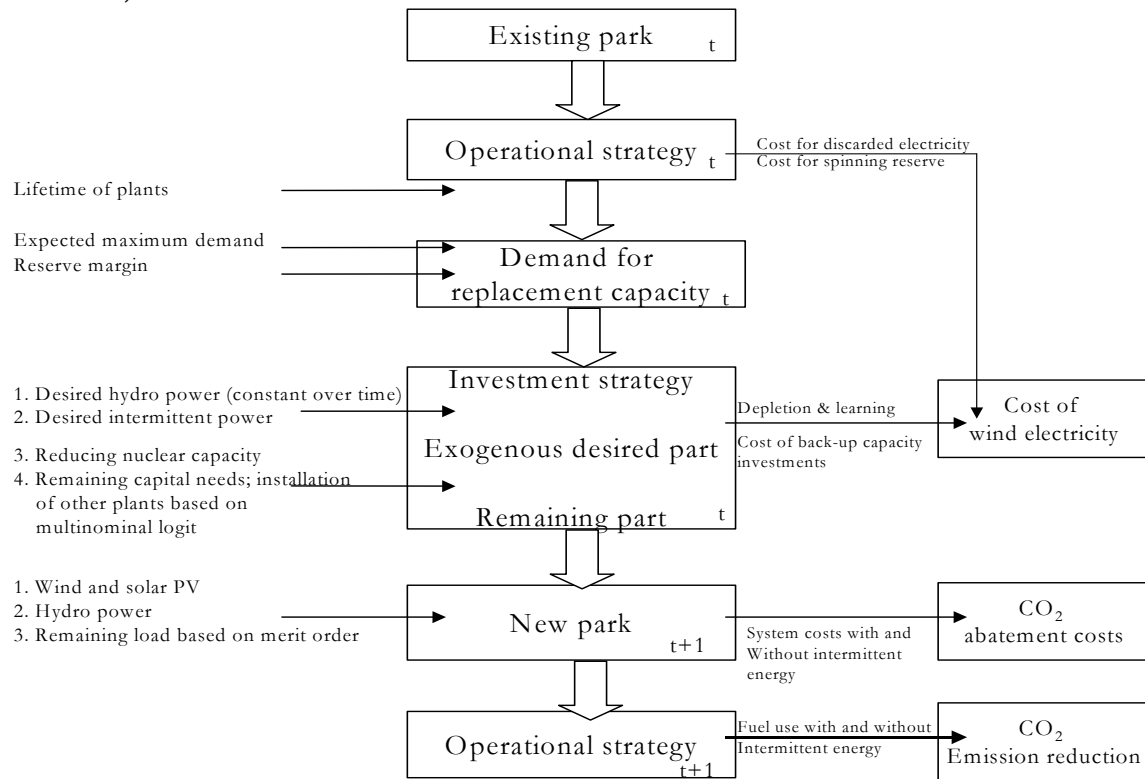 Existing park t
Operational strategy t
Cost for discarded electricity
Cost for spinning reserve
Lifetime of plants
Expected maximum demand
Reserve margin
Demand for
replacement capacity t
1. Desired hydro power (constant over time)
2. Desired intermittent power
3. Reducing nuclear capacity
4. Remaining capital needs; installation
of other plants based on
multinominal logit
Investment strategy
Exogenous desired part
Remaining part t
Depletion & learning
Cost of back-up capacity
investments
Cost of
wind electricity
1. Wind and solar PV
2. Hydro power
3. Remaining load based on merit order
New park
t+1
System costs with and
Without intermittent
energy
CO2
abatement costs
Operational strategy
t+1
Fuel use with and without
Intermittent energy
CO2
Emission reduction